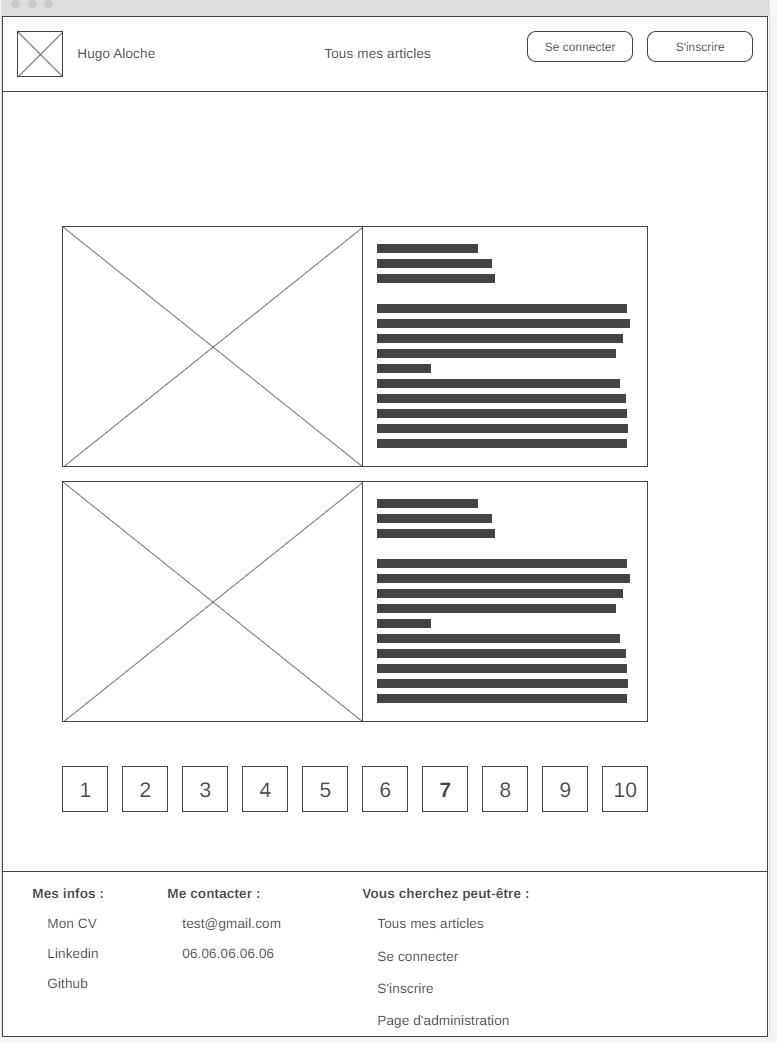 Hugo Aloche
Tous mes articles
Se connecter
S'inscrire
1 2 3 4 5 6 7 8 9 10
Mes infos :
Mon CV
Linkedin
Github
Me contacter :
test@gmail.com
06.06.06.06.06
Vous cherchez peut-être :
Tous mes articles
Se connecter
S'inscrire
Page d'administration